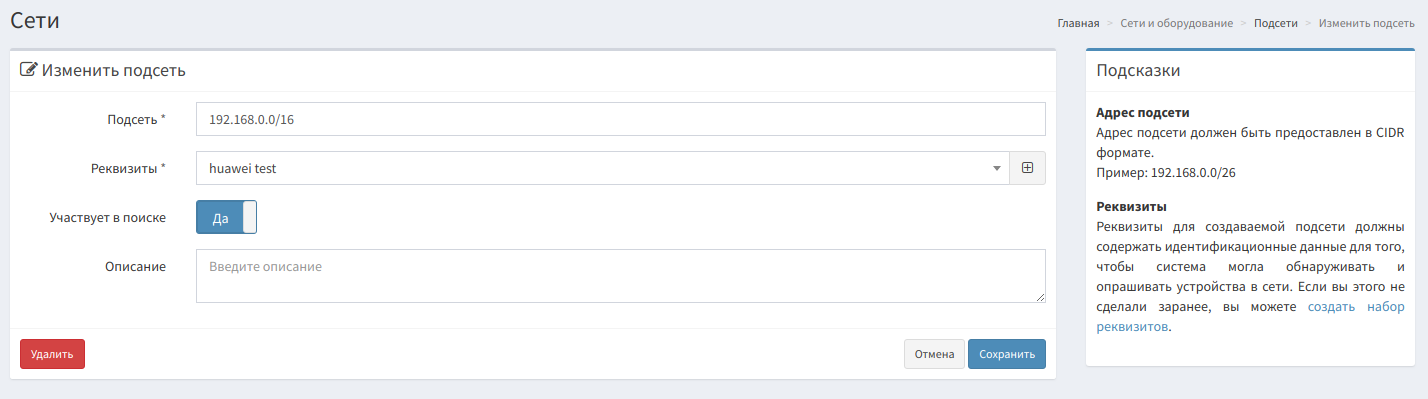 Сети
Главная > Сети и оборудование > Подсети > Изменить подсеть
Изменить подсеть
Подсеть *
192.168.0.0/16
Реквизиты *
huawei test
Участвует в поиске
Да
Описание
Введите описание
Удалить
Отмена
Сохранить
Подсказки
Адрес подсети
Адрес подсети должен быть предоставлен в CIDR
формате.
Пример: 192.168.0.0/26
Реквизиты
Реквизиты для создаваемой подсети должны
содержать идентификационные данные для того,
чтобы система могла обнаруживать и
опрашивать устройства в сети. Если вы этого не
сделали заранее, вы можете создать набор
реквизитов.